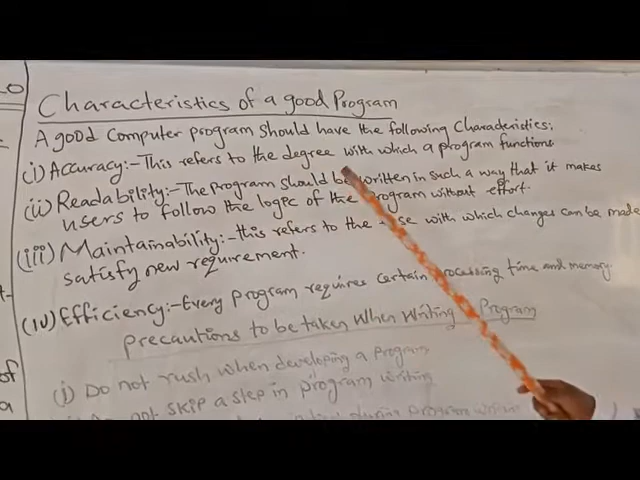 Characteristics of a good Program
A good Computer program should have the following Characteristics:
(i) Accuracy:- This refers to the degree with which a program functions
(ii) Readability:- The program should be written in such a way that it makes
users to follow the logic of the program without effort.
(iii) Maintainability:- this refers to the with which changes can be made
satisfy new requirement.
(iv) Efficiency:- Every program requires certain processing time and memory.
precautions to be taken when writing Program
(i) Do not rush when developing a program
not skip a step in program writing
during program
of
a